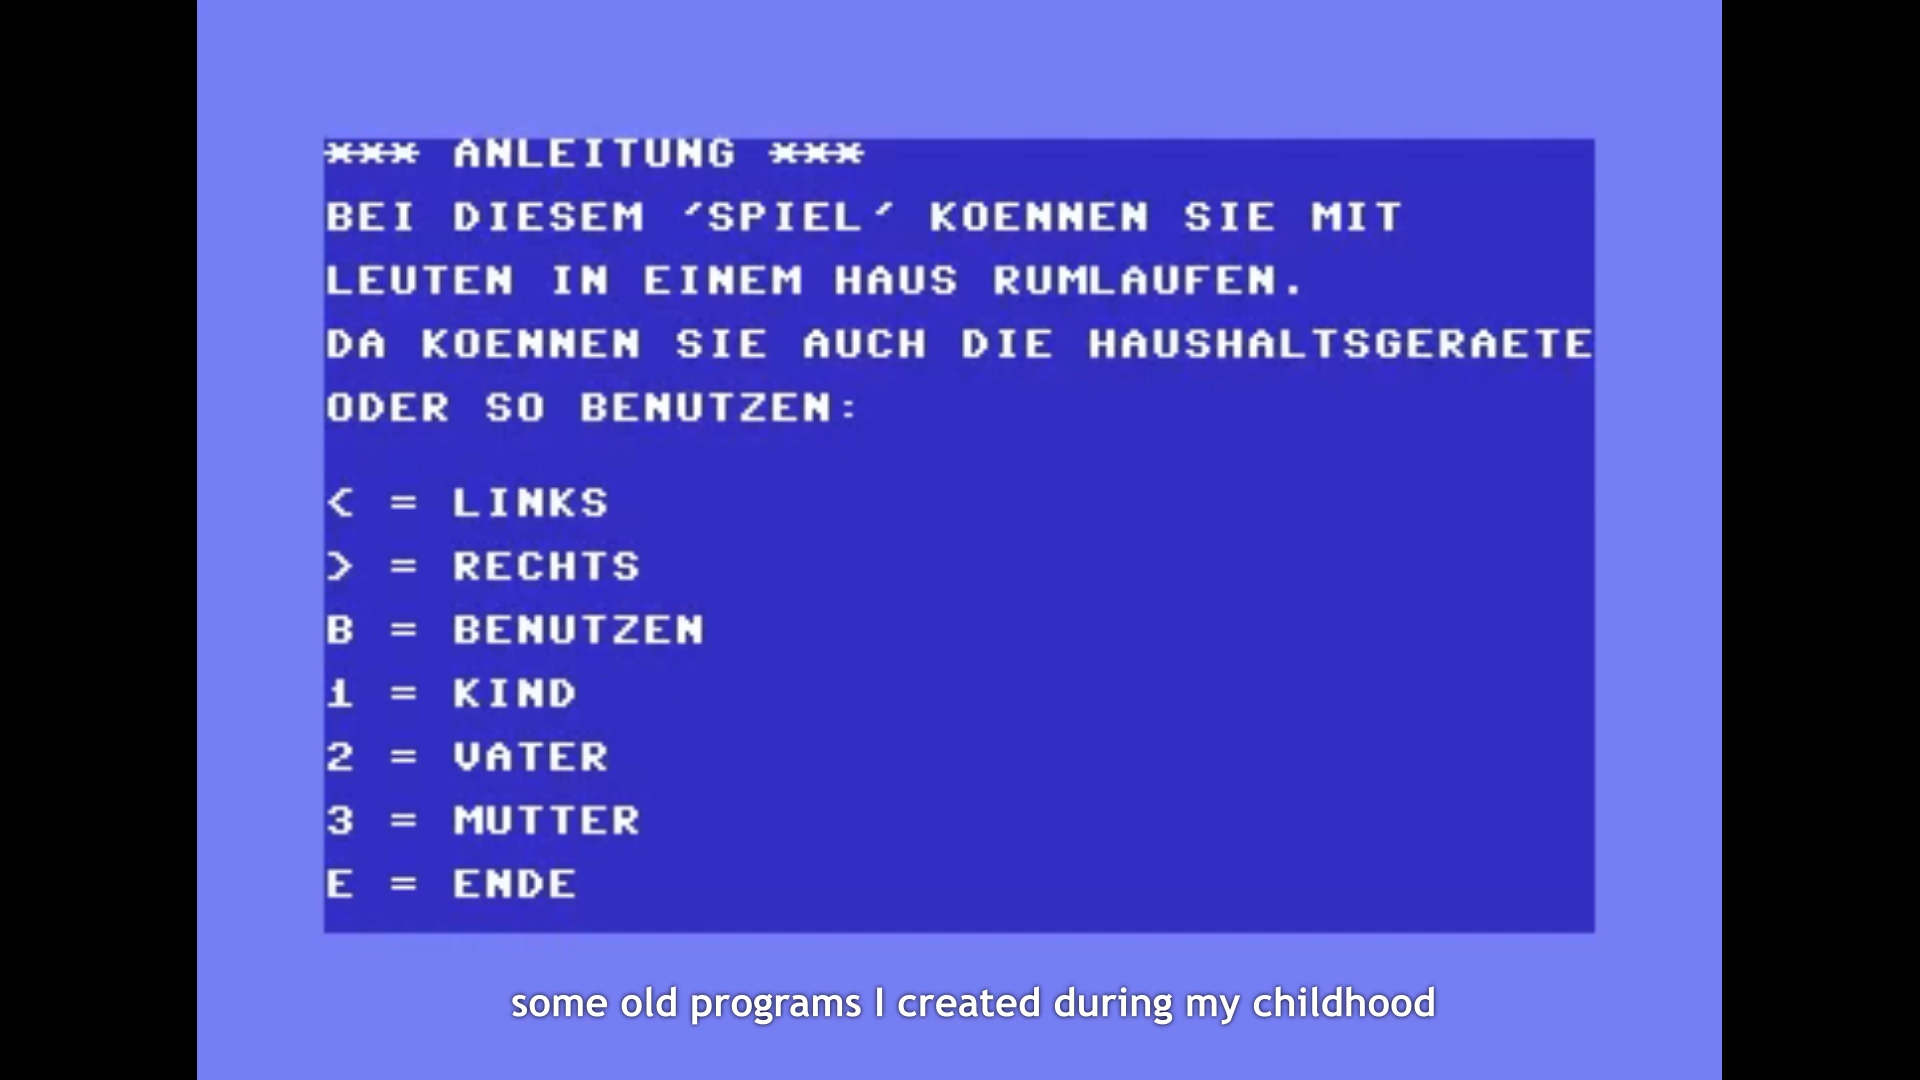 *** ANLEITUNG ***
BEI DIESEM 'SPIEL' KOENNEN SIE MIT
LEUTEN IN EINEM HAUS RUMLAUFEN.
DA KOENNEN SIE AUCH DIE HAUSHALTSGERAETE
ODER SO BENUTZEN:
< = LINKS
> = RECHTS
B = BENUTZEN
1 = KIND
2 = VATER
3 = MUTTER
E = ENDE
some old programs I created during my childhood